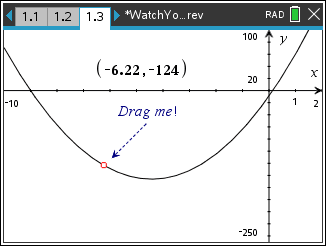 1.1 1.2 1.3 *WatchYo...rev RAD
100 y
(-6.22,-124)
20 x
-10 1 2
Drag me!
-250